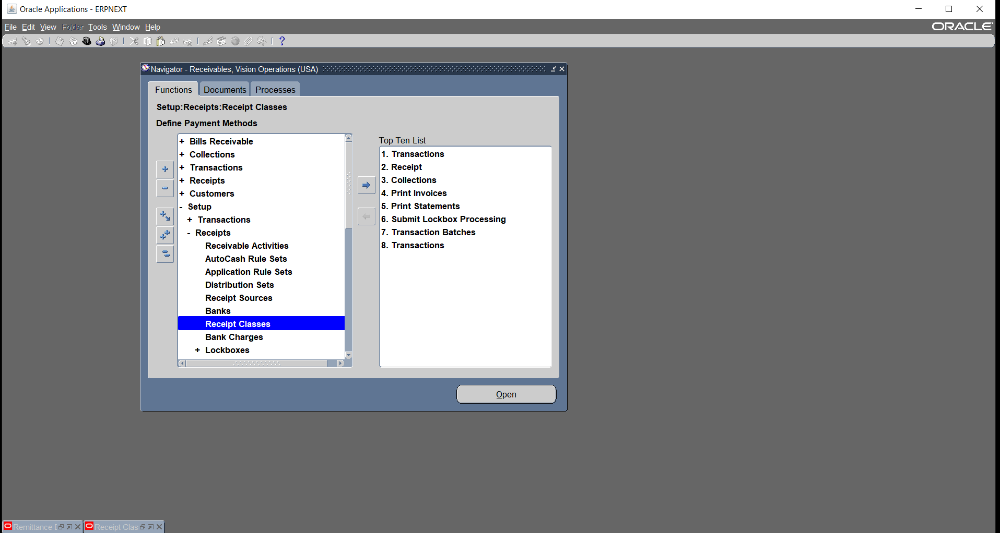 Oracle Applications - ERPNEXT
File Edit View Folder Tools Window Help
ORACLE
Navigator - Receivables, Vision Operations (USA)
Functions Documents Processes
Setup:Receipts:Receipt Classes
Define Payment Methods
+ Bills Receivable
+ Collections
+ Transactions
+ Receipts
+ Customers
- Setup
+ Transactions
- Receipts
Receivable Activities
AutoCash Rule Sets
Application Rule Sets
Distribution Sets
Receipt Sources
Banks
Receipt Classes
Bank Charges
+ Lockboxes
Top Ten List
1. Transactions
2. Receipt
3. Collections
4. Print Invoices
5. Print Statements
6. Submit Lockbox Processing
7. Transaction Batches
8. Transactions
Open
Remittance Receipt Clas